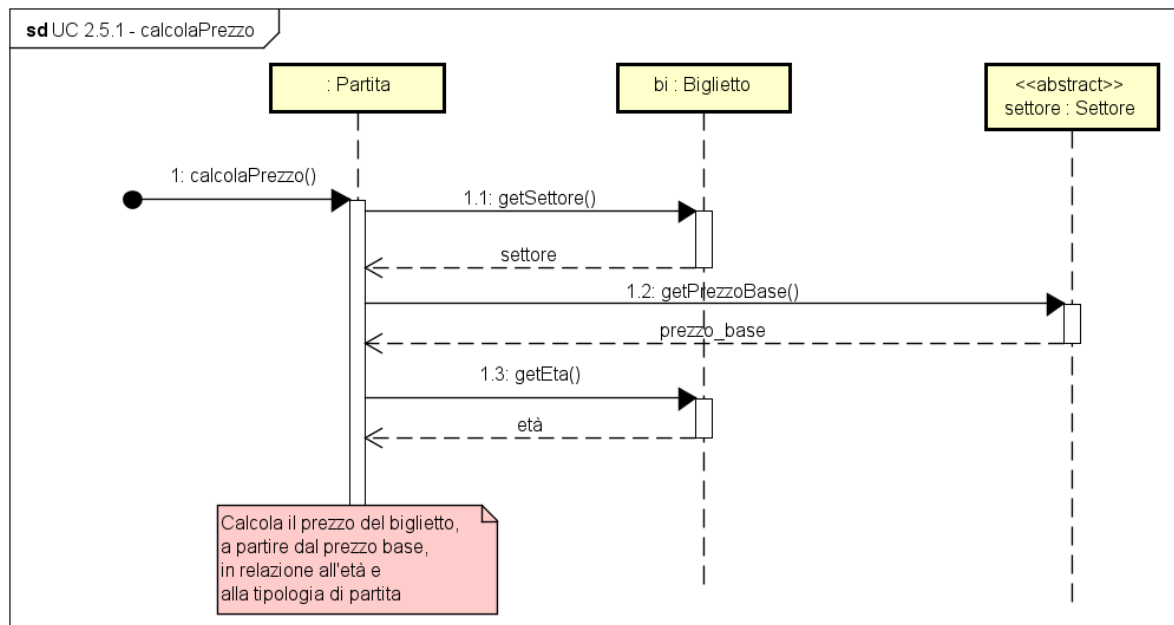 sd UC 2.5.1 - calcolaPrezzo
: Partita
bi : Biglietto
<<abstract>>
settore : Settore
1: calcolaPrezzo()
1.1: getSettore()
settore
1.2: getPrezzoBase()
prezzo_base
1.3: getEta()
età
Calcola il prezzo del biglietto,
a partire dal prezzo base,
in relazione all'età e
alla tipologia di partita